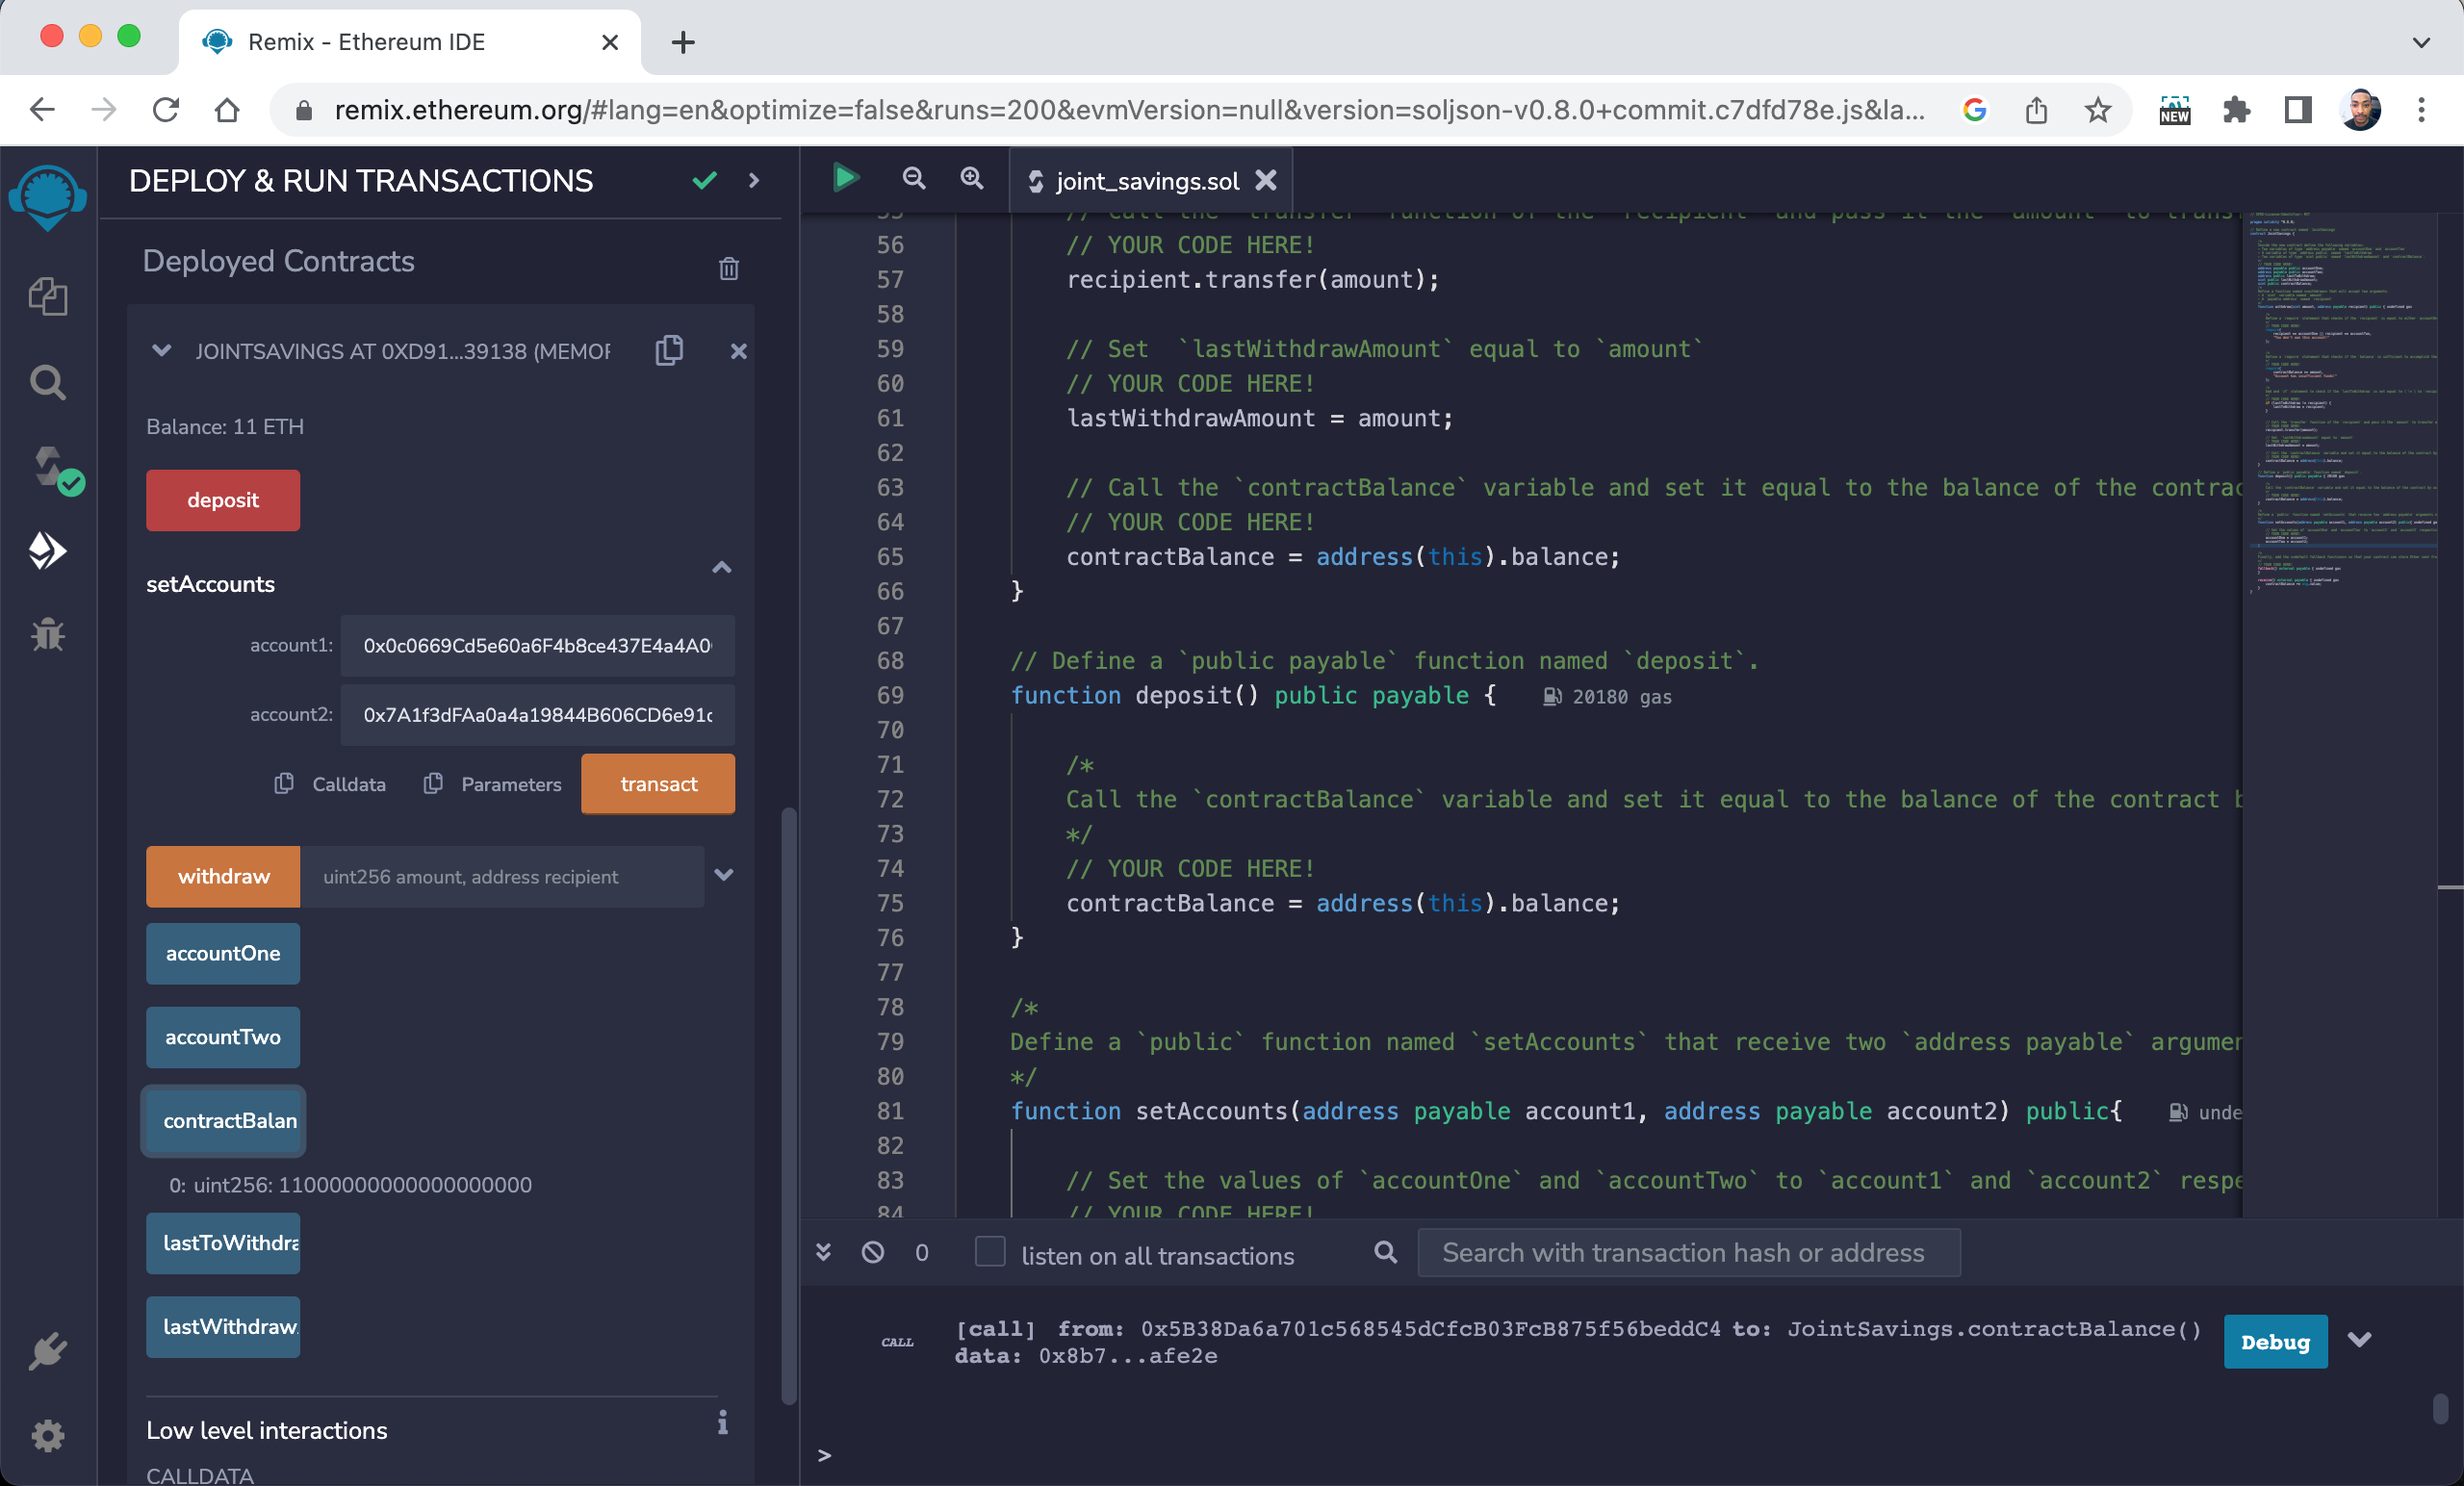 Remix - Ethereum IDE
remix.ethereum.org/#lang=en&optimize=false&runs=200&evmVersion=null&version=soljson-v0.8.0+commit.c7dfd78e.js&la...
NEW
DEPLOY & RUN TRANSACTIONS
Deployed Contracts
JOINTSAVINGS AT 0XD91...39138 (MEMOR
Balance: 11 ETH
deposit
setAccounts
account1:
0x0c0669Cd5e60a6F4b8ce437E4a4A0
account2:
0x7A1f3dFAa0a4a19844B606CD6e91c
Calldata
Parameters
transact
withdraw
uint256 amount, address recipient
accountOne
accountTwo
contractBalan
0: uint256: 11000000000000000000
lastToWithdra
lastWithdraw
Low level interactions
CALLDATA
joint_savings.sol
55 // Call the `transfer` function of the `recipient` and pass it the `amount` to trans
56 // YOUR CODE HERE!
57 recipient.transfer(amount);
58
59 // Set  `lastWithdrawAmount` equal to `amount`
60 // YOUR CODE HERE!
61 lastWithdrawAmount = amount;
62
63 // Call the `contractBalance` variable and set it equal to the balance of the contrac
64 // YOUR CODE HERE!
65 contractBalance = address(this).balance;
66 }
67
68 // Define a `public payable` function named `deposit`.
69 function deposit() public payable { 20180 gas
70
71 /*
72 Call the `contractBalance` variable and set it equal to the balance of the contract b
73 */
74 // YOUR CODE HERE!
75 contractBalance = address(this).balance;
76 }
77
78 /*
79 Define a `public` function named `setAccounts` that receive two `address payable` argumen
80 */
81 function setAccounts(address payable account1, address payable account2) public{ unde
82
83 // Set the values of `accountOne` and `accountTwo` to `account1` and `account2` respe
84 // YOUR CODE HERE!
0
listen on all transactions
Search with transaction hash or address
CALL
[call] from: 0x5B38Da6a701c568545dCfcB03FcB875f56beddC4 to: JointSavings.contractBalance()
data: 0x8b7...afe2e
Debug
>